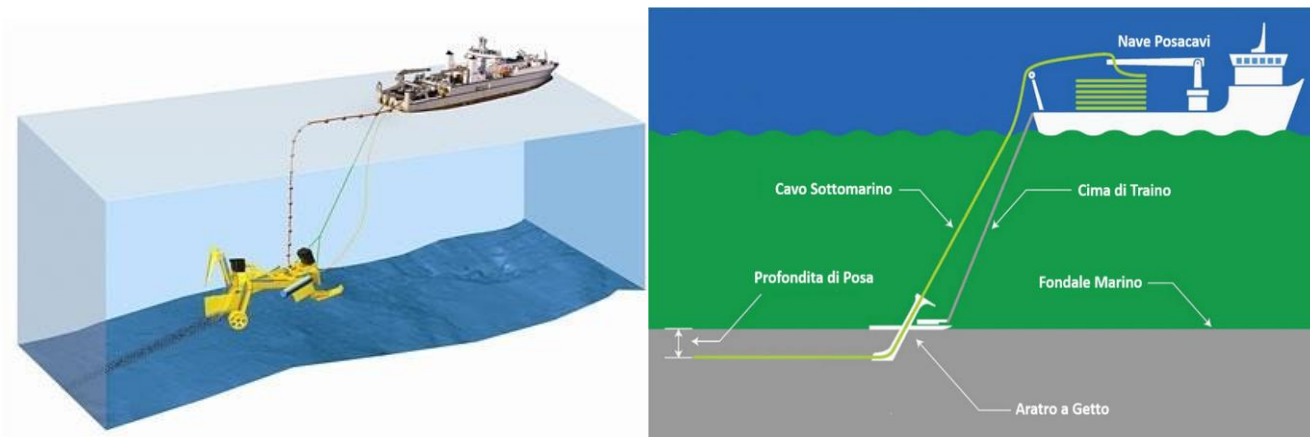 Nave Posacavi
Cavo Sottomarino
Cima di Traino
Profondita di Posa
Fondale Marino
Aratro a Getto